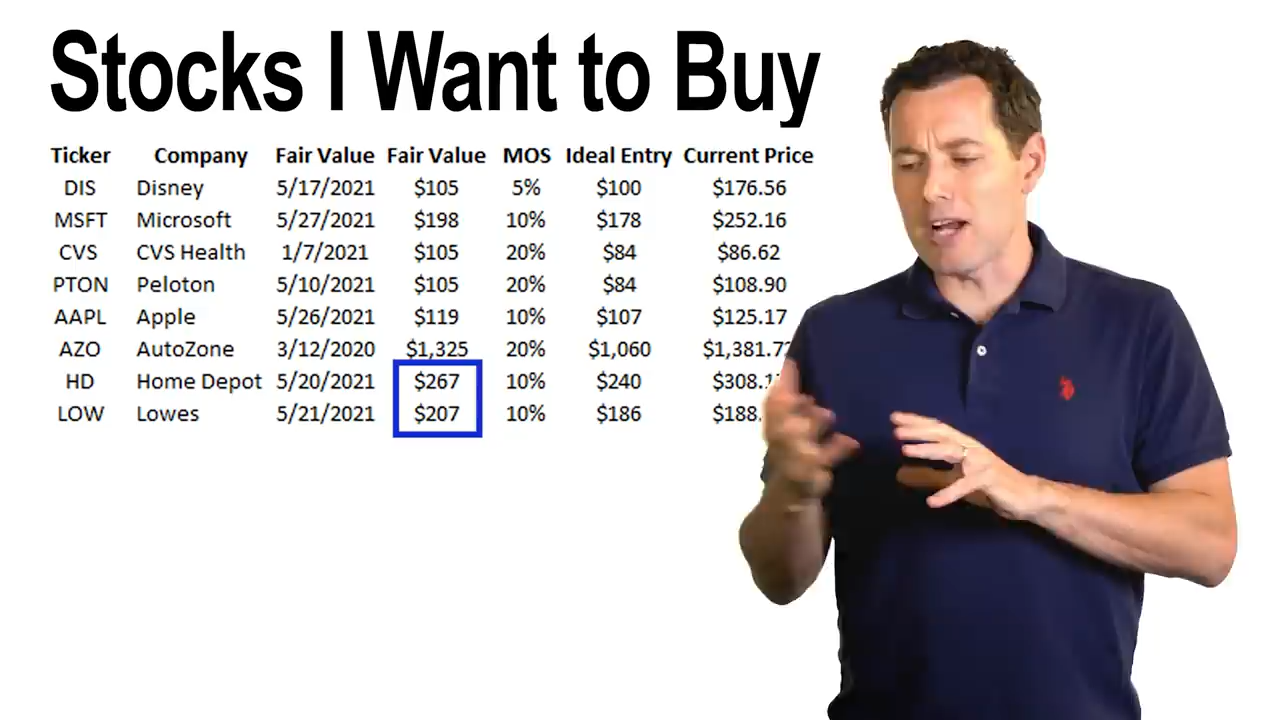 Stocks I Want to Buy
Ticker Company Fair Value Fair Value MOS Ideal Entry Current Price
DIS Disney 5/17/2021 $105 5% $100 $176.56
MSFT Microsoft 5/27/2021 $198 10% $178 $252.16
CVS CVS Health 1/7/2021 $105 20% $84 $86.62
PTON Peloton 5/10/2021 $105 20% $84 $108.90
AAPL Apple 5/26/2021 $119 10% $107 $125.17
AZO AutoZone 3/12/2020 $1,325 20% $1,060
HD Home Depot 5/20/2021 $267 10% $240
LOW Lowes 5/21/2021 $207 10% $186